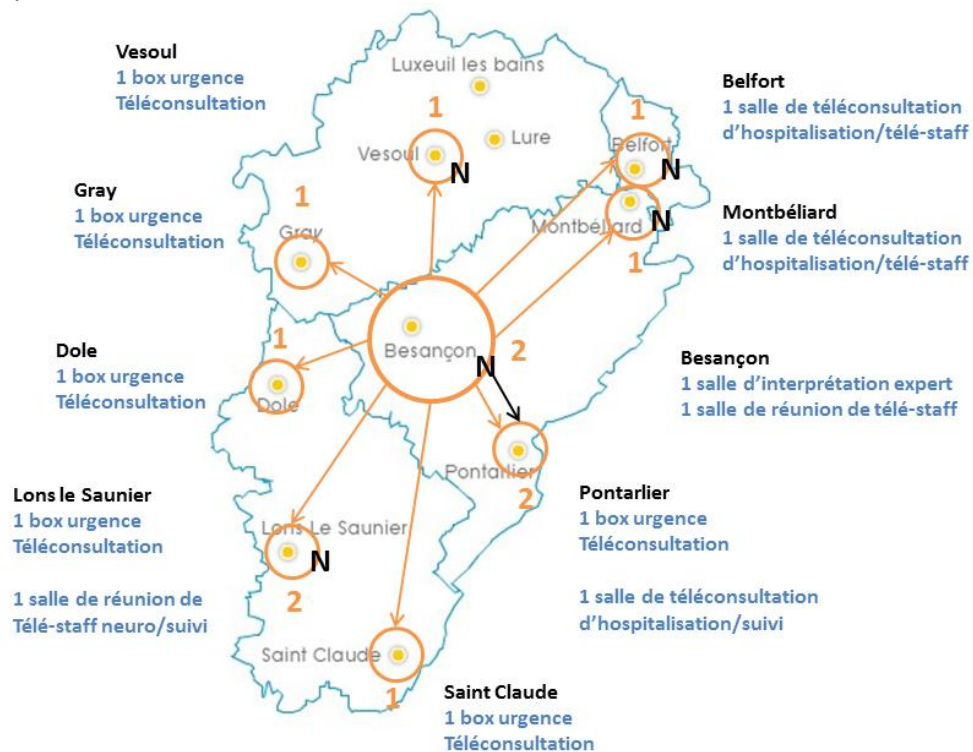 Vesoul
1 box urgence
Téléconsultation
Luxeuil les bains
Belfort
1 salle de téléconsultation
d'hospitalisation/télé-staff
1
1
Lure
Vesoul
N
Belfort
N
Gray
1 box urgence
Téléconsultation
1
Gray
Montbéliard
N
1
Montbéliard
1 salle de téléconsultation
d'hospitalisation/télé-staff
Dole
1 box urgence
Téléconsultation
1
Dole
Besançon
N
2
Besançon
1 salle d'interprétation expert
1 salle de réunion de télé-staff
Pontarlier
2
Lons le Saunier
1 box urgence
Téléconsultation
1 salle de réunion de
Télé-staff neuro/suivi
Lons Le Saunier
N
2
Pontarlier
1 box urgence
Téléconsultation
1 salle de téléconsultation
d'hospitalisation/suivi
Saint Claude
1
Saint Claude
1 box urgence
Téléconsultation